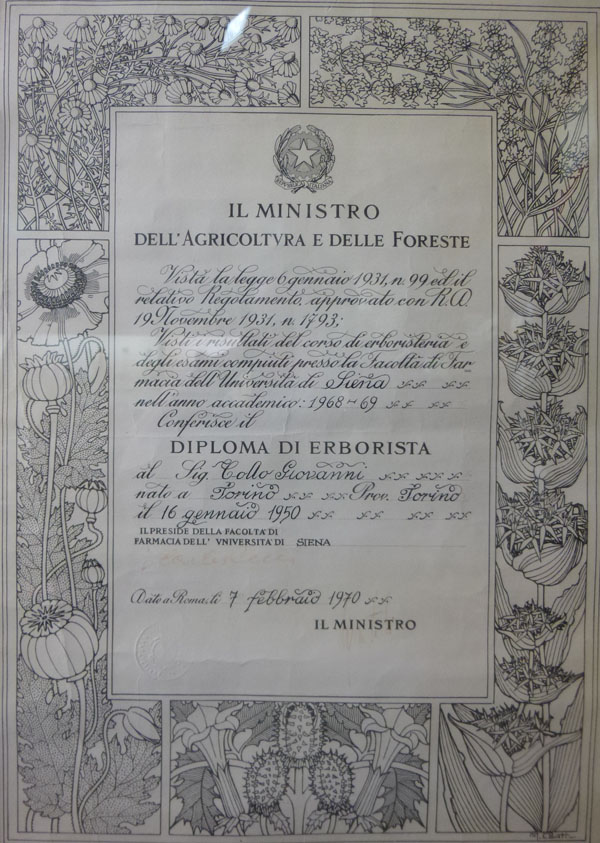 REPVBBLICA ITALIANA
IL MINISTRO
DELL'AGRICOLTVRA E DELLE FORESTE
Vista la legge 6 gennaio 1931, n. 99 ed il
relativo Regolamento, approvato con R.D.
19 Novembre 1931, n. 1793;
Visti i risultati del corso di erboristeria e
degli esami compiuti presso la Facoltà di Far
macia dell'Università di Siena
nell'anno accademico: 1968-69
Conferisce il
DIPLOMA DI ERBORISTA
al Sig. Collo Giovanni
nato a Torino Prov. Torino
il 16 gennaio 1950
IL PRESIDE DELLA FACOLTA' DI
FARMACIA DELL' VNIVERSITA' DI SIENA
Dato a Roma, li 7 febbraio 1970
IL MINISTRO